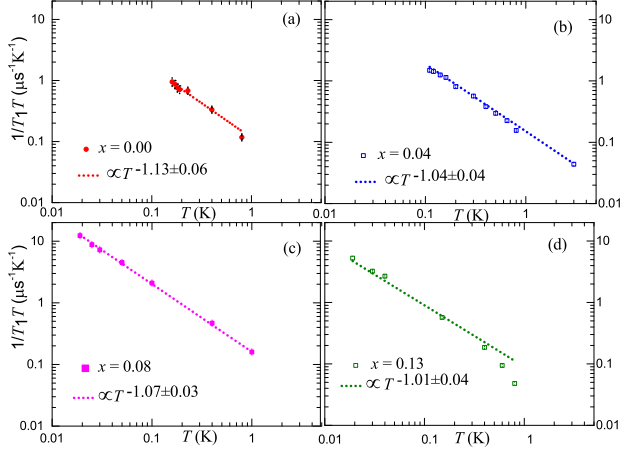 (a)
10
1
0.1
0.01
1/T₁T (μs⁻¹K⁻¹)
x = 0.00
∝T -1.13±0.06
0.01 0.1 1
T (K)
(b)
10
1
0.1
0.01
x = 0.04
∝T -1.04±0.04
0.01 0.1 1
T (K)
(c)
10
1
0.1
0.01
1/T₁T (μs⁻¹K⁻¹)
x = 0.08
∝T -1.07±0.03
0.01 0.1 1
T (K)
(d)
10
1
0.1
0.01
x = 0.13
∝T -1.01±0.04
0.01 0.1 1
T (K)